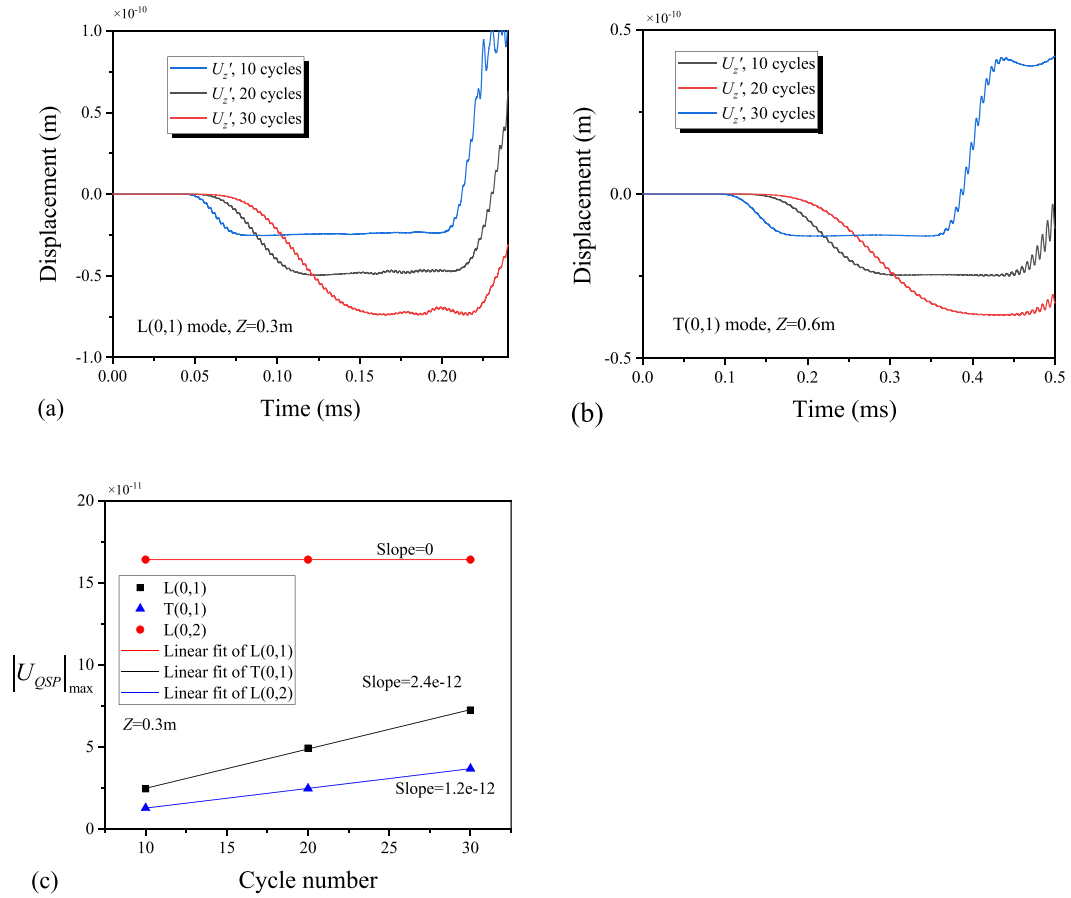 ×10⁻¹⁰
1.0
0.5
0.0
-0.5
-1.0
Displacement (m)
U_z′, 10 cycles
U_z′, 20 cycles
U_z′, 30 cycles
L(0,1) mode, Z=0.3m
0.00
0.05
0.10
0.15
0.20
Time (ms)
(a)
×10⁻¹⁰
0.5
0.0
-0.5
Displacement (m)
U_z′, 10 cycles
U_z′, 20 cycles
U_z′, 30 cycles
T(0,1) mode, Z=0.6m
0.0
0.1
0.2
0.3
0.4
0.5
Time (ms)
(b)
×10⁻¹¹
20
15
10
5
0
|U_QSP|max
Slope=0
L(0,1)
T(0,1)
L(0,2)
Linear fit of L(0,1)
Linear fit of T(0,1)
Linear fit of L(0,2)
Slope=2.4e-12
Z=0.3m
Slope=1.2e-12
10
15
20
25
30
Cycle number
(c)